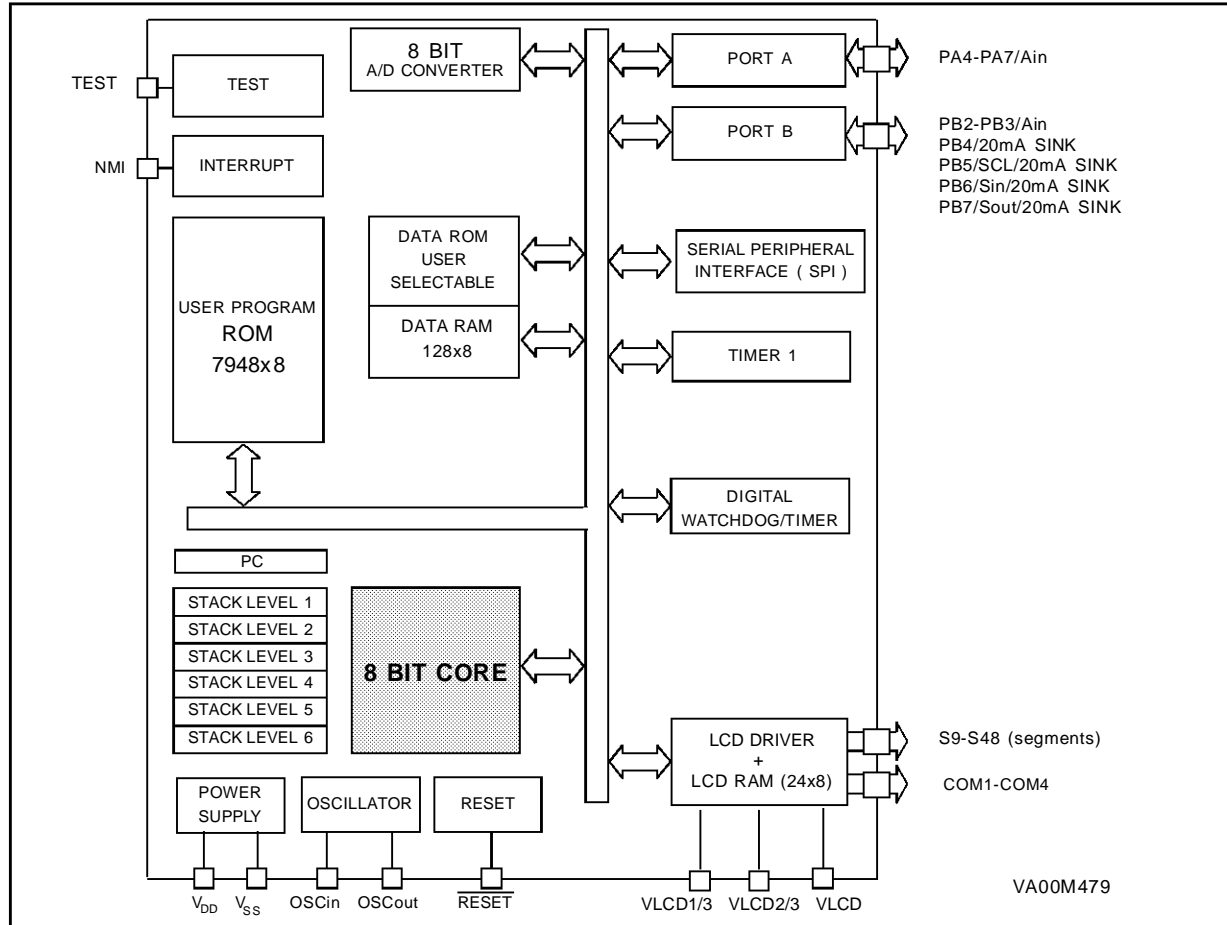 TEST
NMI
TEST
INTERRUPT
8 BIT
A/D CONVERTER
PORT A
PA4-PA7/Ain
PORT B
PB2-PB3/Ain
PB4/20mA SINK
PB5/SCL/20mA SINK
PB6/Sin/20mA SINK
PB7/Sout/20mA SINK
USER PROGRAM
ROM
7948x8
DATA ROM
USER
SELECTABLE
DATA RAM
128x8
SERIAL PERIPHERAL
INTERFACE ( SPI )
TIMER 1
DIGITAL
WATCHDOG/TIMER
PC
STACK LEVEL 1
STACK LEVEL 2
STACK LEVEL 3
STACK LEVEL 4
STACK LEVEL 5
STACK LEVEL 6
8 BIT CORE
LCD DRIVER
+
LCD RAM (24x8)
S9-S48 (segments)
COM1-COM4
POWER
SUPPLY
OSCILLATOR
RESET
VDD
VSS
OSCin
OSCout
RESET
VLCD1/3
VLCD2/3
VLCD
VA00M479